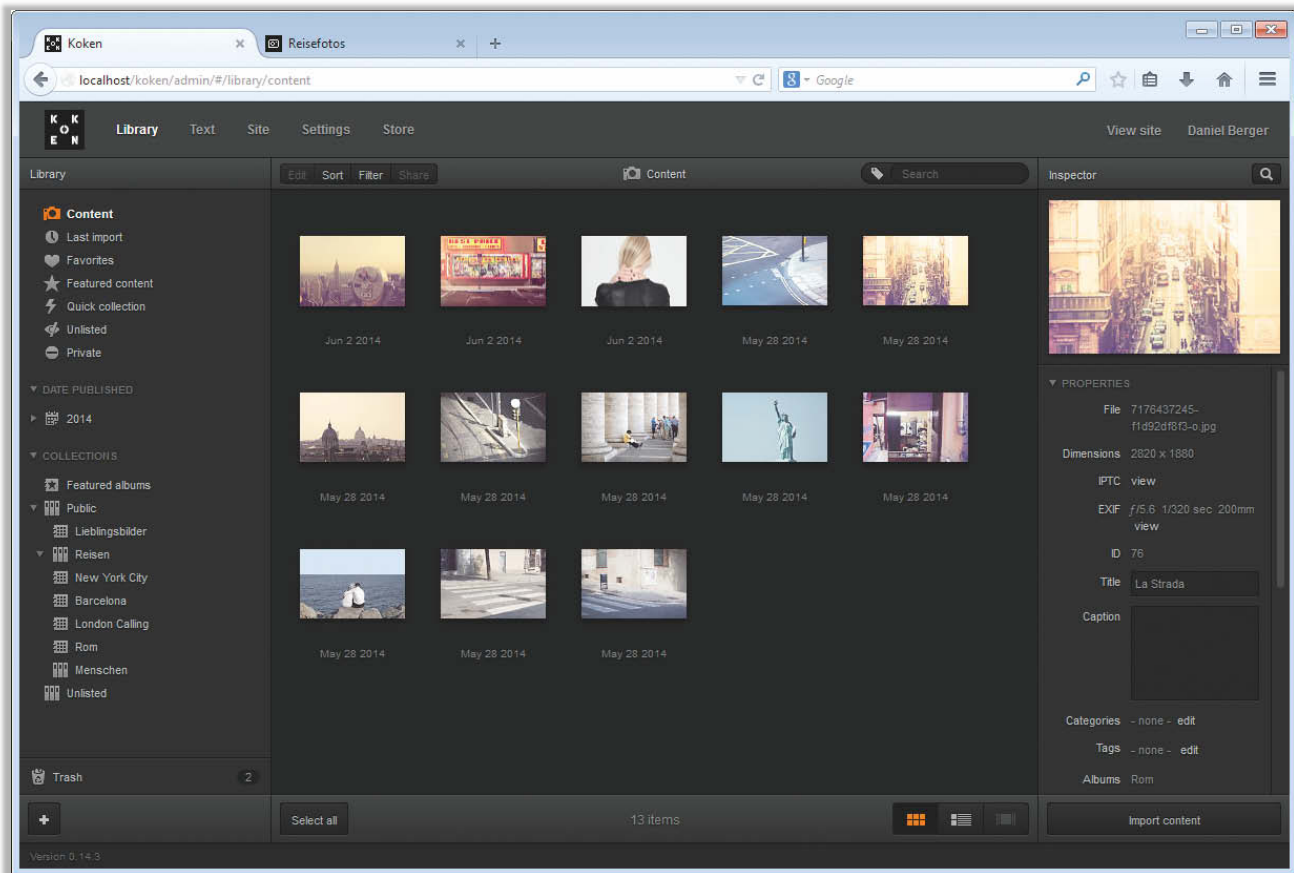 Koken
Reisefotos
localhost/koken/admin/#/library/content
Google
K K
O
E N
Library Text Site Settings Store
View site Daniel Berger
Library
Edit Sort Filter Share
Content
Search
Inspector
Content
Last import
Favorites
Featured content
Quick collection
Unlisted
Private
DATE PUBLISHED
2014
COLLECTIONS
Featured albums
Public
Lieblingsbilder
Reisen
New York City
Barcelona
London Calling
Rom
Menschen
Unlisted
Trash 2
Jun 2 2014 Jun 2 2014 Jun 2 2014 May 28 2014 May 28 2014
May 28 2014 May 28 2014 May 28 2014 May 28 2014 May 28 2014
May 28 2014 May 28 2014 May 28 2014
PROPERTIES
File 7176437245-
f1d92df8f3-o.jpg
Dimensions 2820 x 1880
IPTC view
EXIF ƒ/5.6 1/320 sec 200mm
view
ID 76
Title La Strada
Caption
Categories - none - edit
Tags - none - edit
Albums Rom
Select all
13 items
Import content
Version 0.14.3